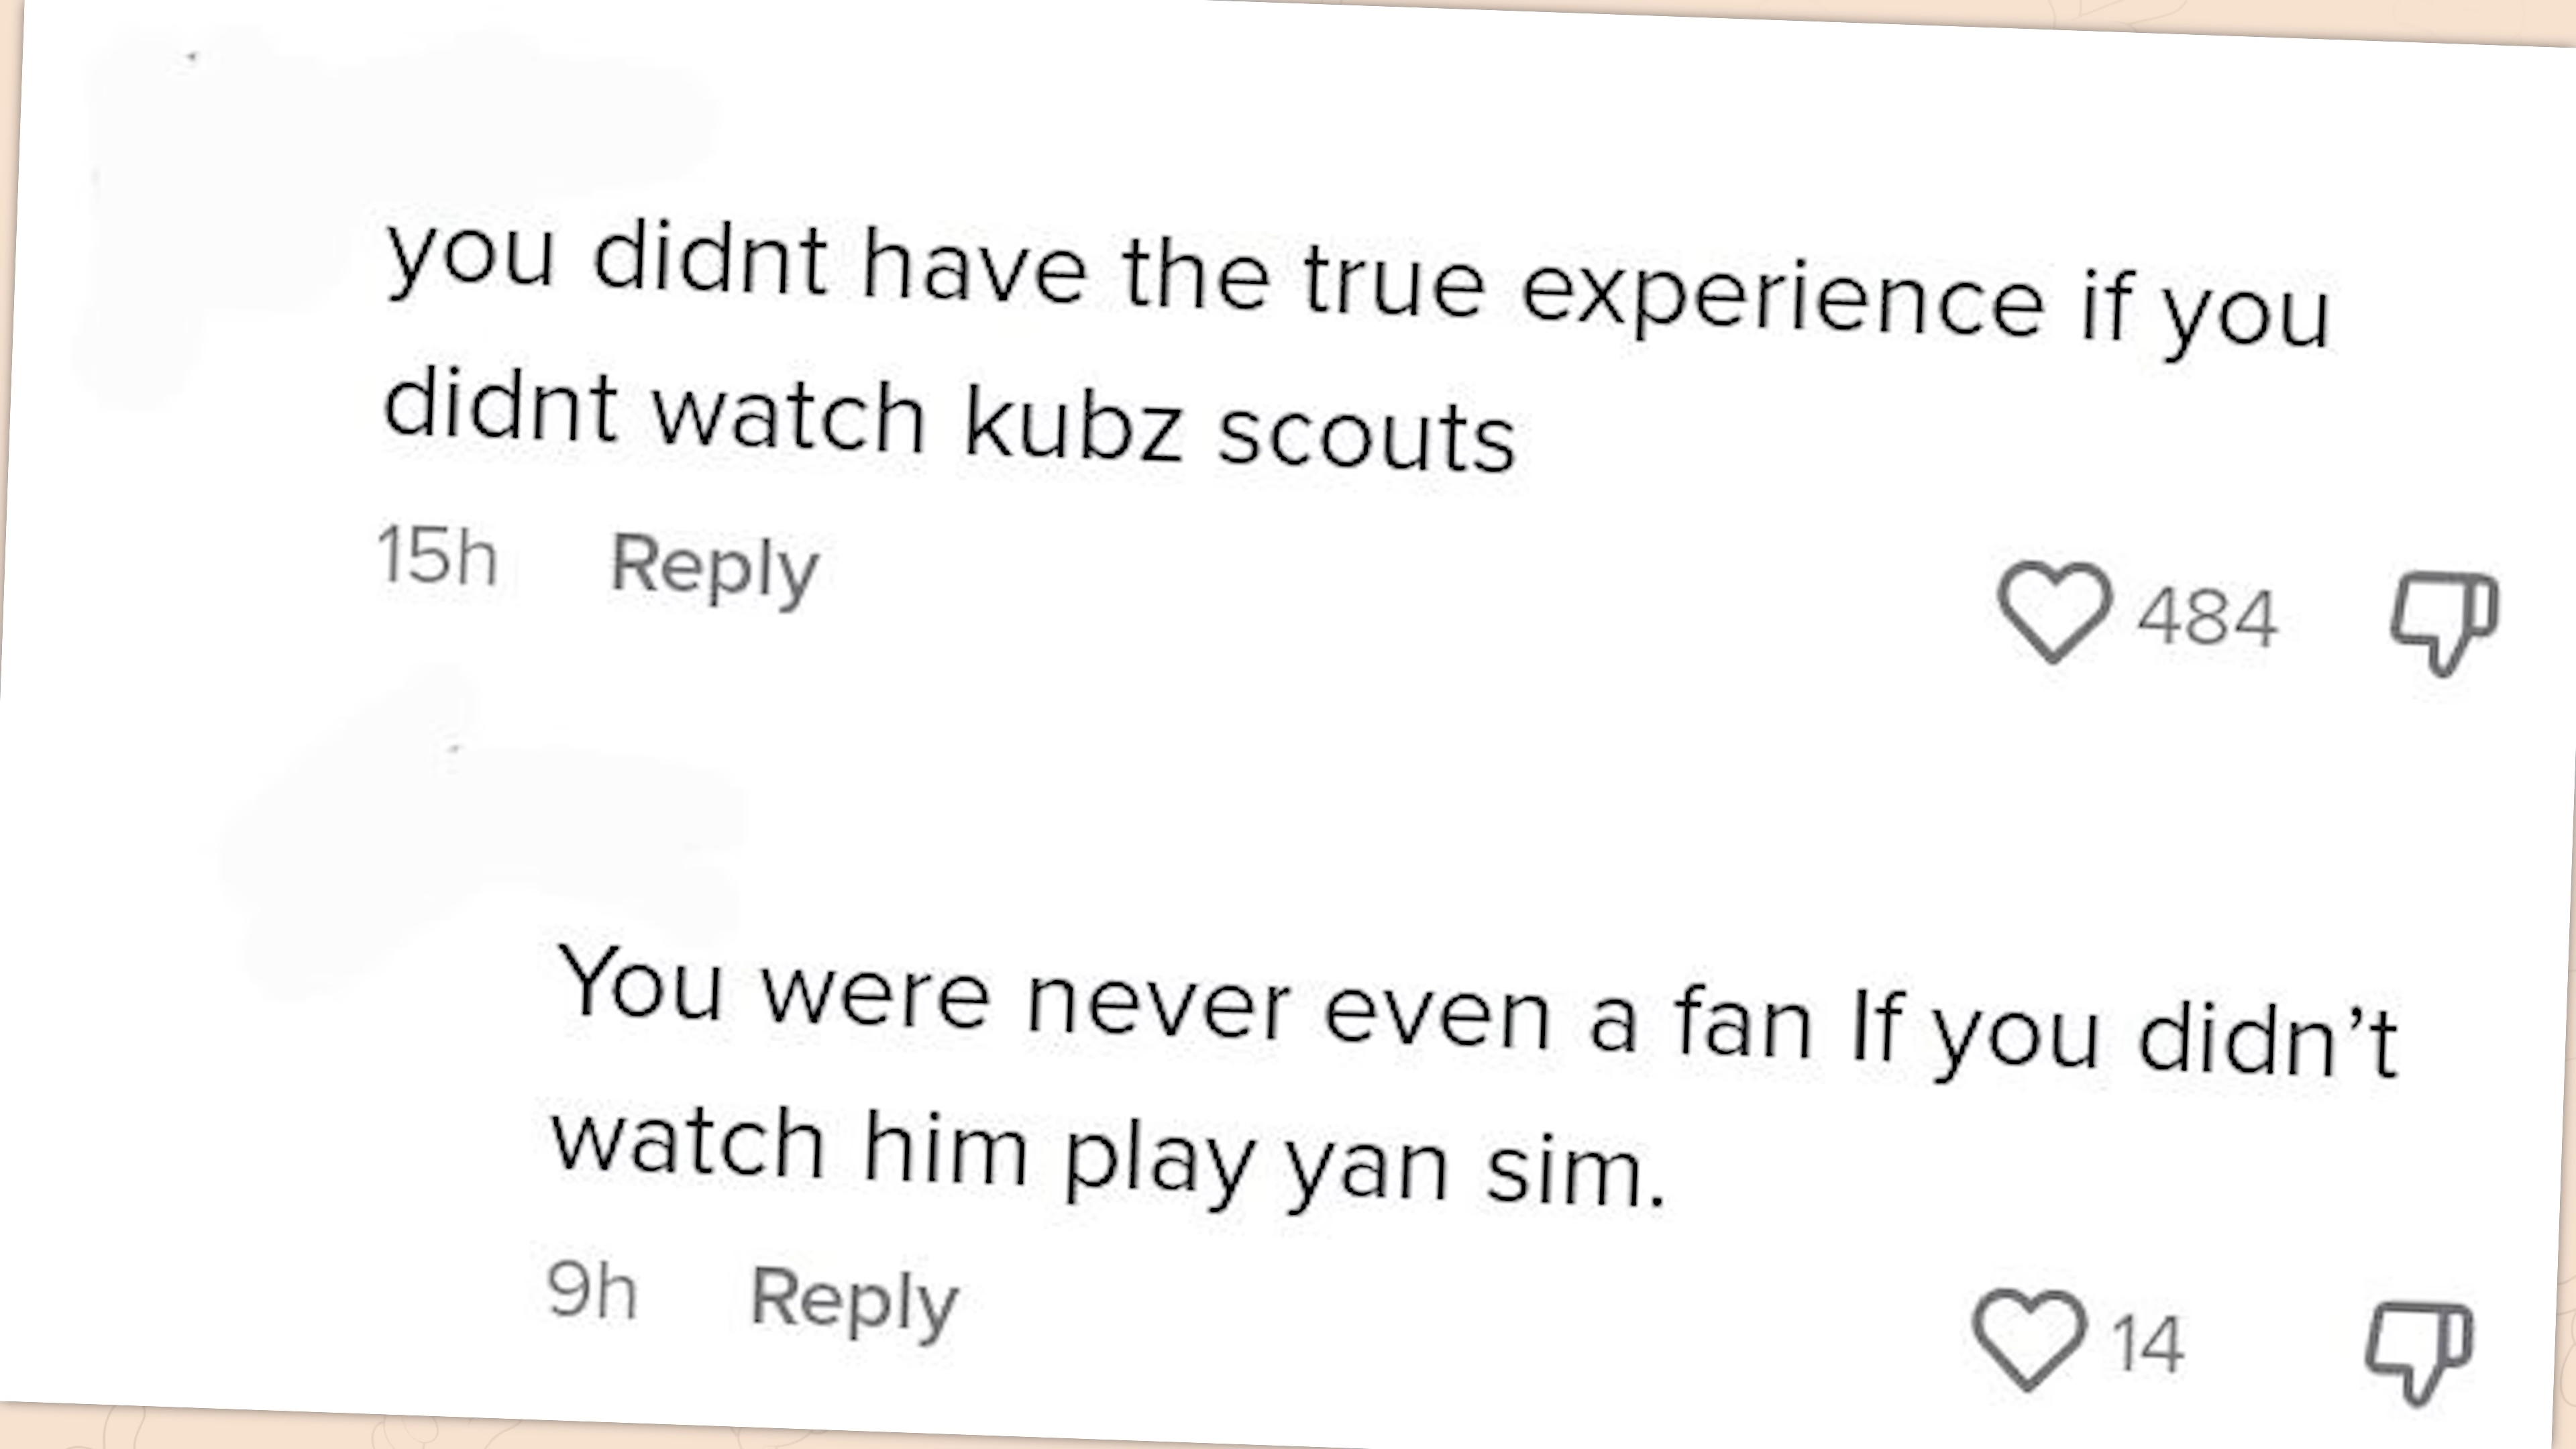 you didnt have the true experience if you
didnt watch kubz scouts
15h Reply 484
You were never even a fan If you didn’t
watch him play yan sim.
9h Reply 14